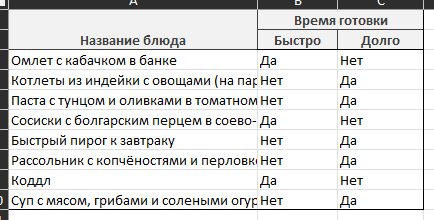 A B C
Время готовки
Название блюда Быстро Долго
Омлет с кабачком в банке Да Нет
Котлеты из индейки с овощами (на пар Нет Да
Паста с тунцом и оливками в томатном Нет Да
Сосиски с болгарским перцем в соево- Да Нет
Быстрый пирог к завтраку Нет Да
Рассольник с копчёностями и перловко Нет Да
Коддл Да Нет
Суп с мясом, грибами и солеными огур Нет Да